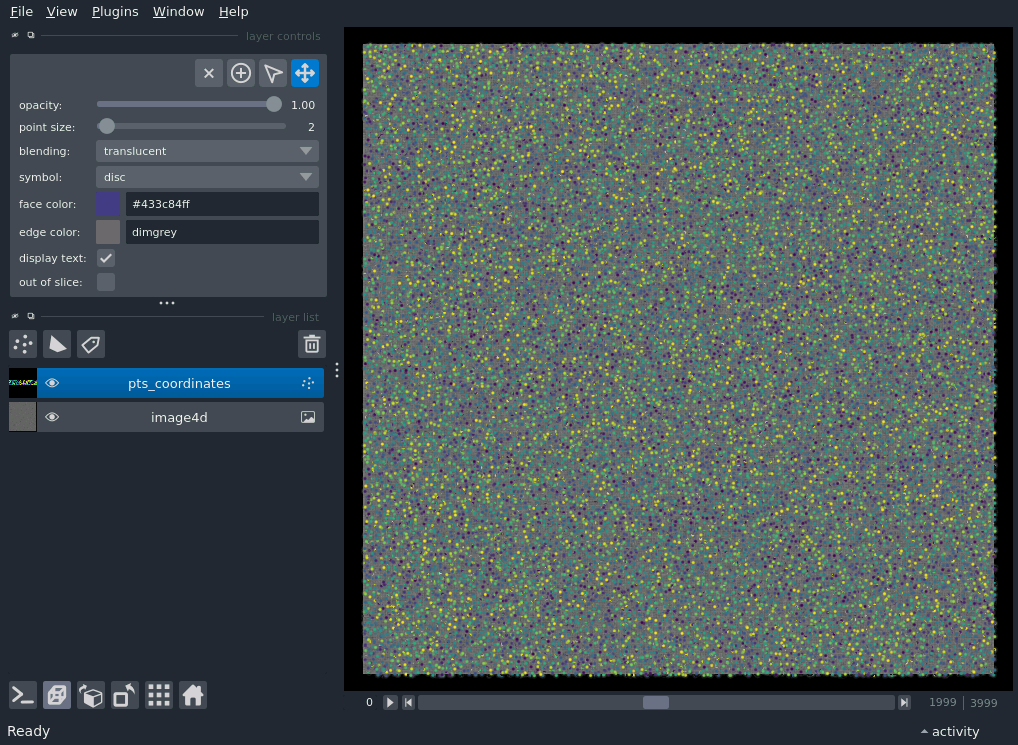 File View Plugins Window Help
layer controls
opacity: 1.00
point size: 2
blending: translucent
symbol: disc
face color: #433c84ff
edge color: dimgrey
display text:
out of slice:
layer list
pts_coordinates
image4d
0 1999 3999
Ready activity